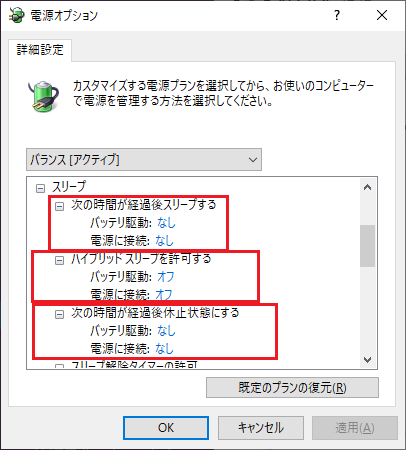 電源オプション
?
詳細設定
カスタマイズする電源プランを選択してから、お使いのコンピューター
で電源を管理する方法を選択してください。
バランス [アクティブ]
スリープ
次の時間が経過後スリープする
バッテリ駆動: なし
電源に接続: なし
ハイブリッド スリープを許可する
バッテリ駆動: オフ
電源に接続: オフ
次の時間が経過後休止状態にする
バッテリ駆動: なし
電源に接続: なし
スリープ解除タイマーの許可
既定のプランの復元(R)
OK
キャンセル
適用(A)